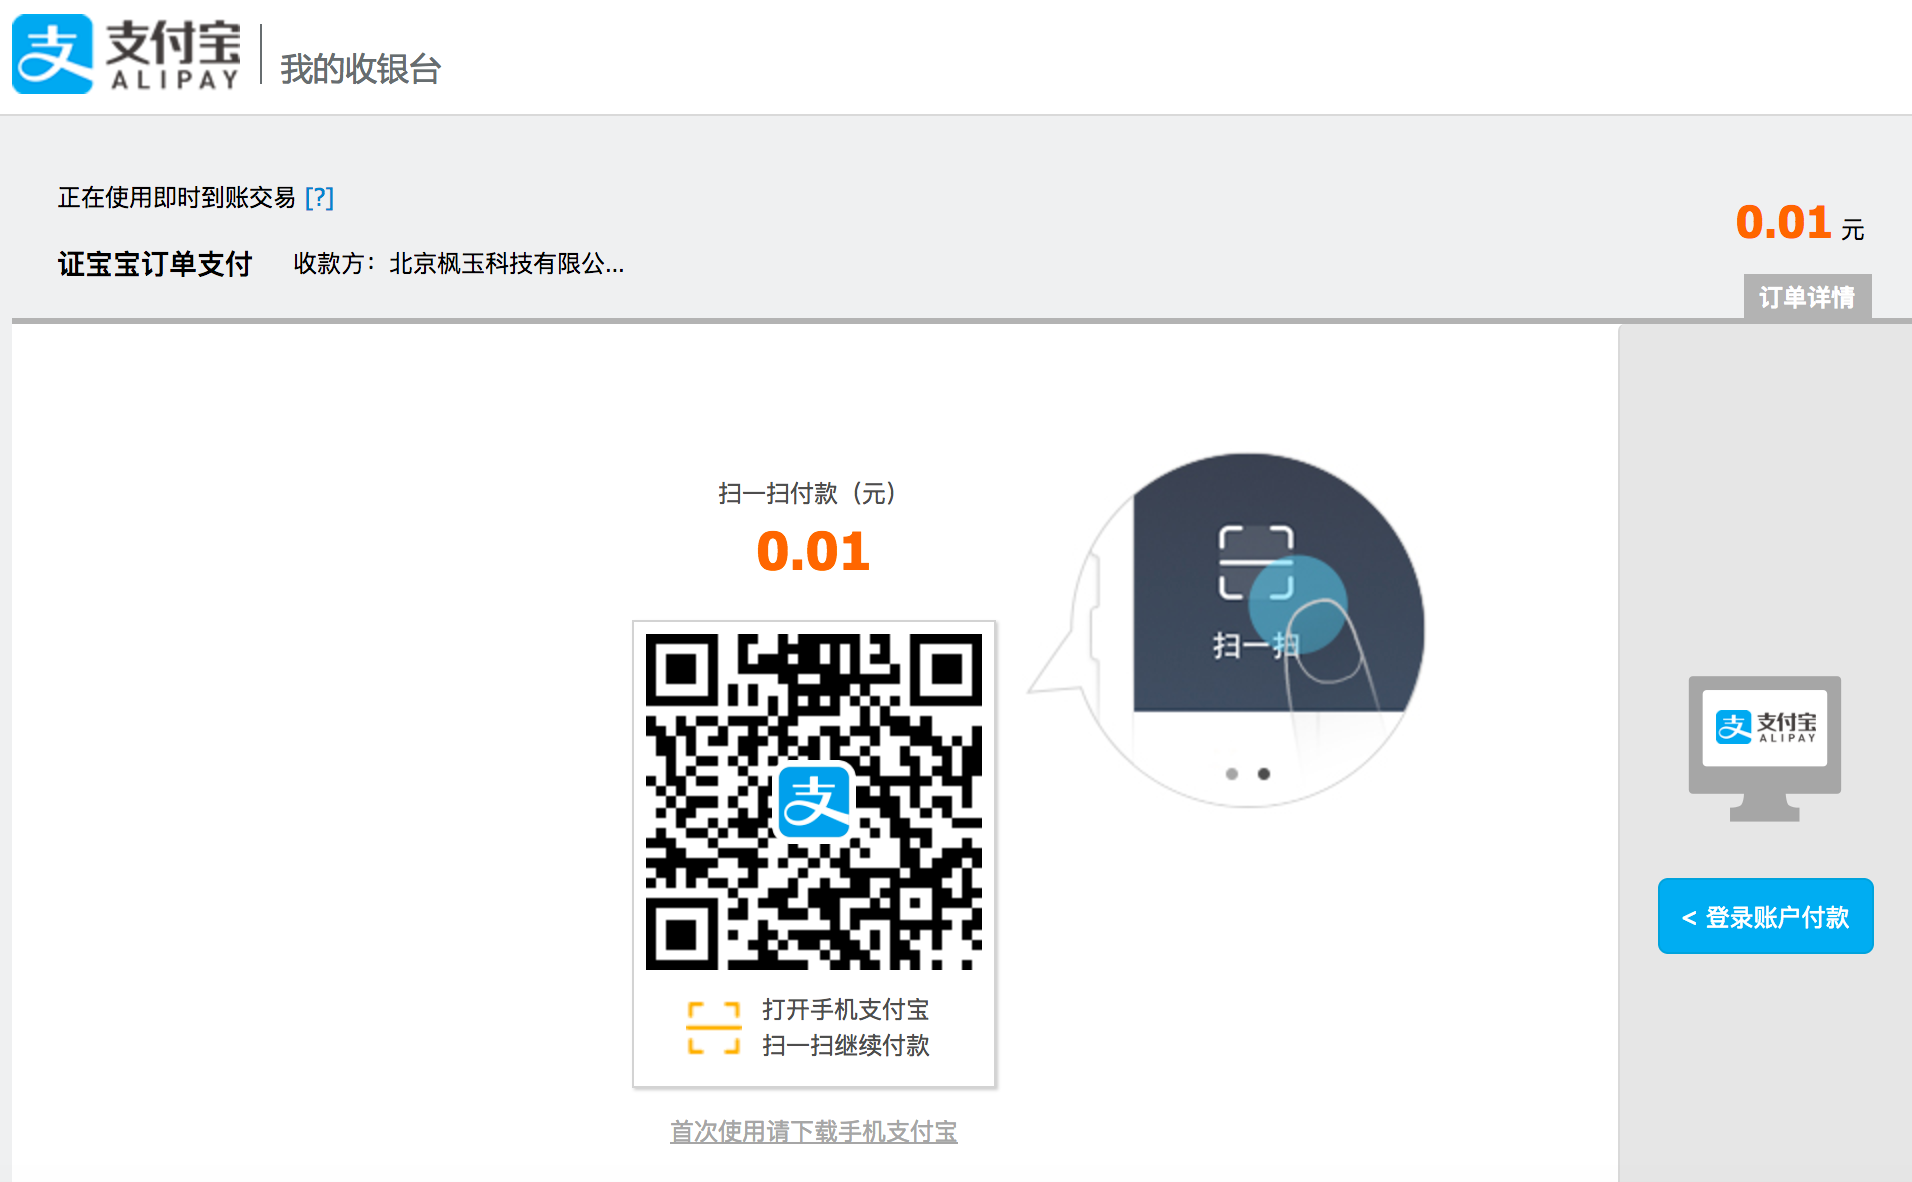 支付宝
ALIPAY
我的收银台
正在使用即时到账交易 [?]
0.01 元
证宝宝订单支付 收款方：北京枫玉科技有限公...
订单详情
扫一扫付款（元）
0.01
扫一扫
支
支付宝
ALIPAY
< 登录账户付款
打开手机支付宝
扫一扫继续付款
首次使用请下载手机支付宝